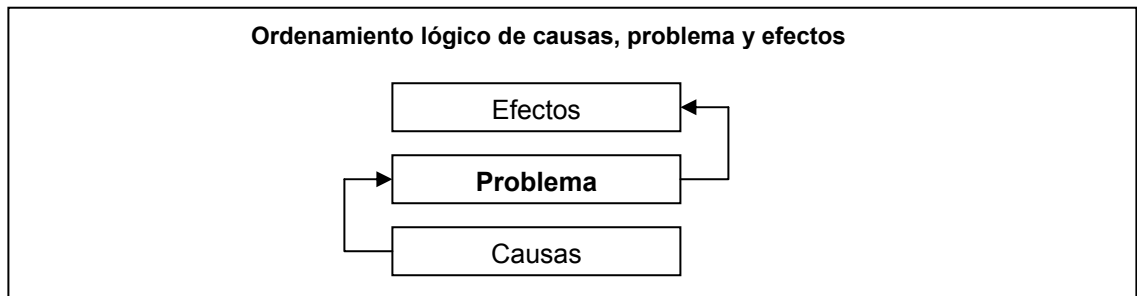 Ordenamiento lógico de causas, problema y efectos
Efectos
Problema
Causas